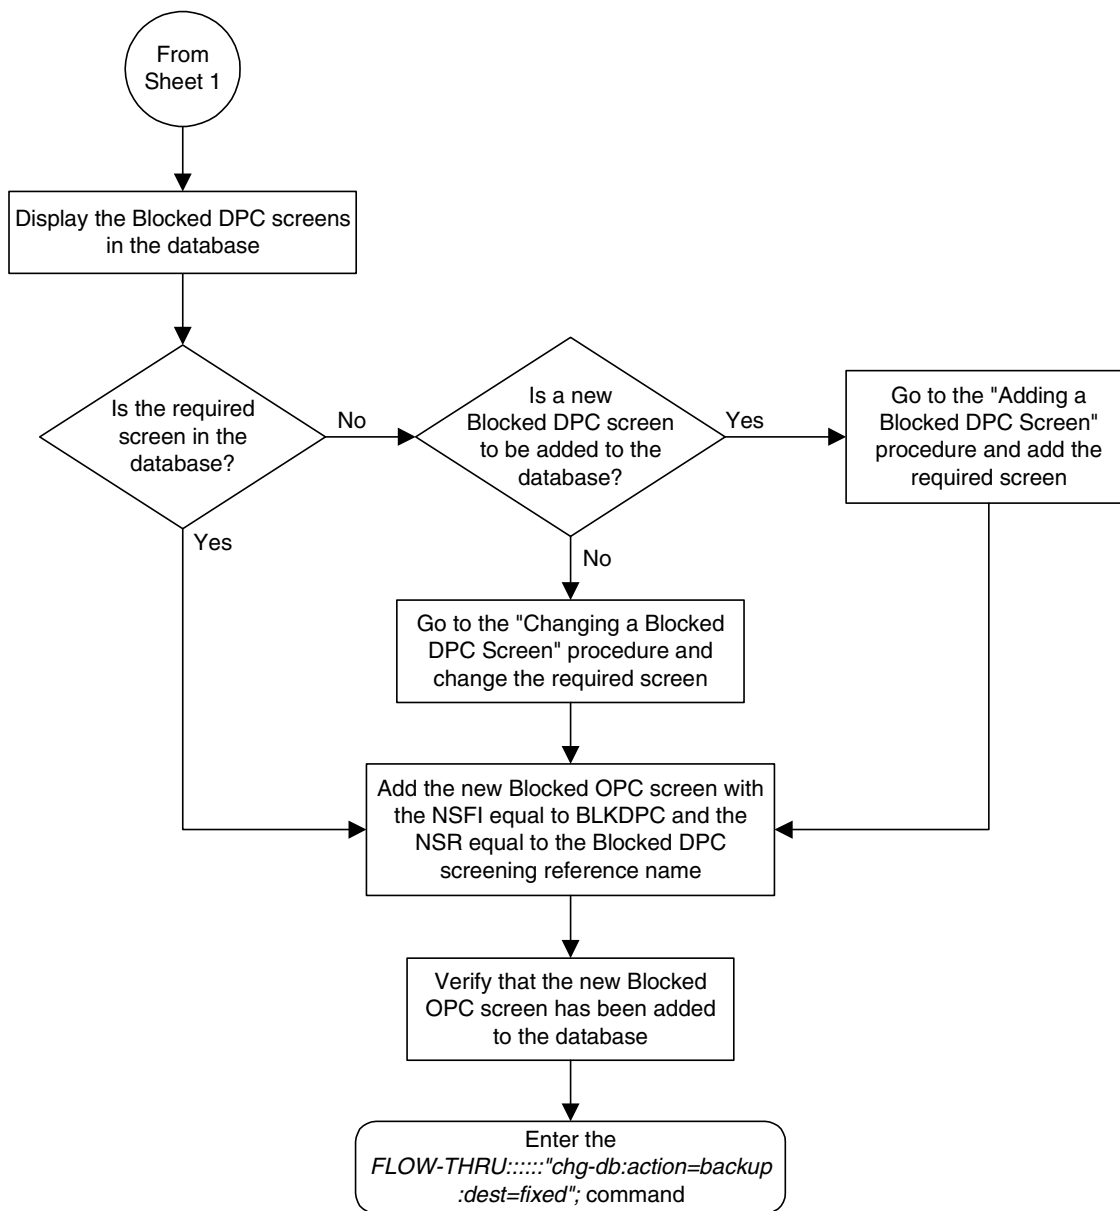 From
Sheet 1
Display the Blocked DPC screens
in the database
Is the required
screen in the
database?
No
Yes
Is a new
Blocked DPC screen
to be added to the
database?
Yes
No
Go to the "Adding a
Blocked DPC Screen"
procedure and add the
required screen
Go to the "Changing a Blocked
DPC Screen" procedure and
change the required screen
Add the new Blocked OPC screen with
the NSFI equal to BLKDPC and the
NSR equal to the Blocked DPC
screening reference name
Verify that the new Blocked
OPC screen has been added
to the database
Enter the
FLOW-THRU::::::"chg-db:action=backup
:dest=fixed"; command